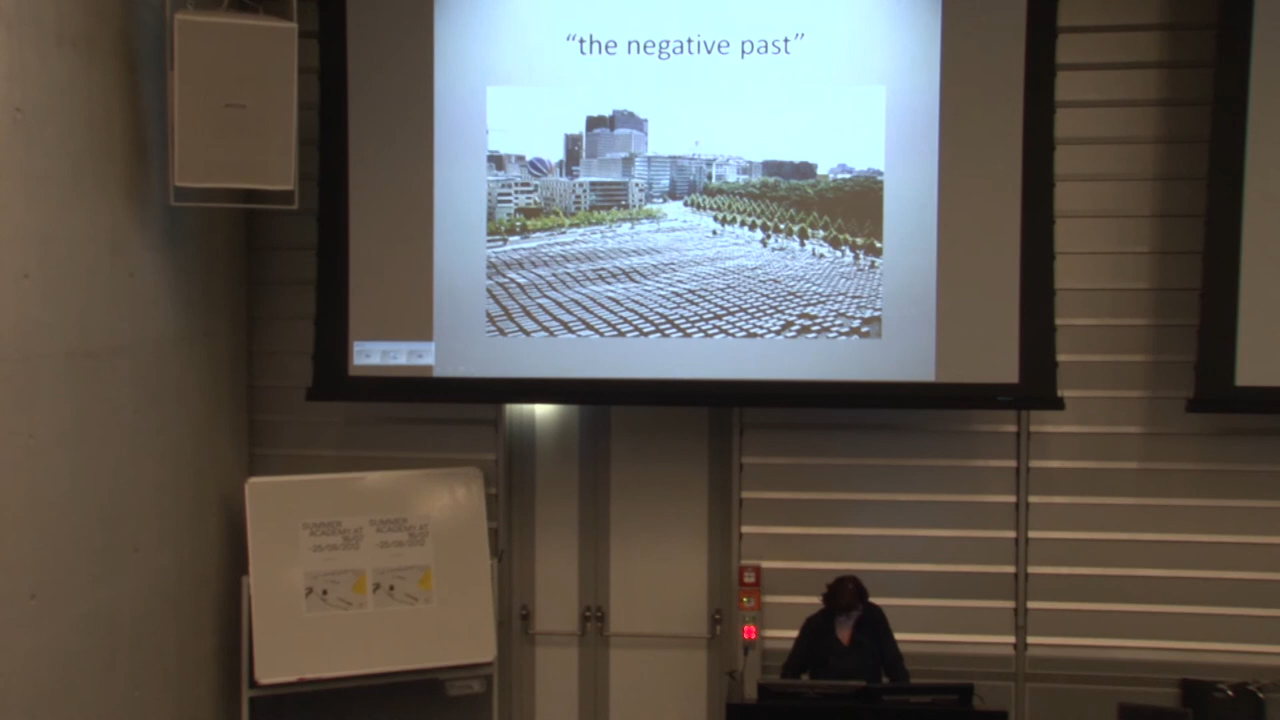 “the negative past”
SUMMER
ACADEMY AT
-25/08/2012
SUMMER
ACADEMY AT
-25/08/2012